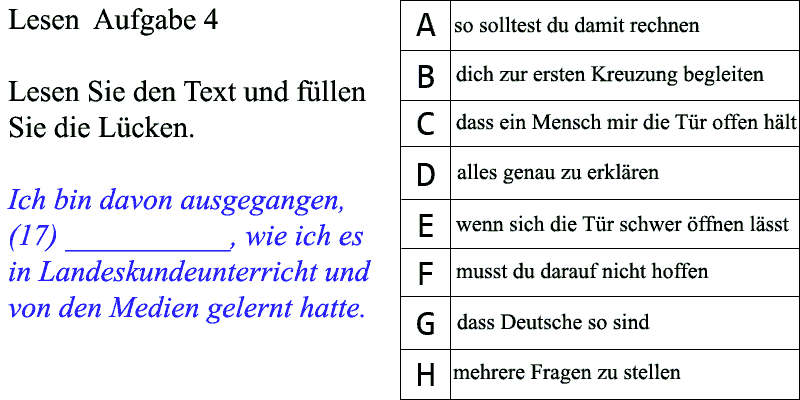 Lesen Aufgabe 4
Lesen Sie den Text und füllen
Sie die Lücken.
Ich bin davon ausgegangen,
(17) ___________, wie ich es
in Landeskundeunterricht und
von den Medien gelernt hatte.
A so solltest du damit rechnen
B dich zur ersten Kreuzung begleiten
C dass ein Mensch mir die Tür offen hält
D alles genau zu erklären
E wenn sich die Tür schwer öffnen lässt
F musst du darauf nicht hoffen
G dass Deutsche so sind
H mehrere Fragen zu stellen